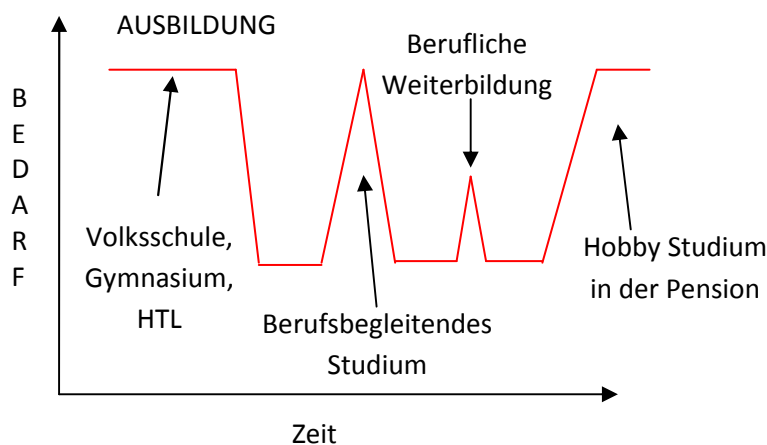 AUSBILDUNG
Berufliche
Weiterbildung
B
E
D
A
R
F
Volksschule,
Gymnasium,
HTL
Berufsbegleitendes
Studium
Hobby Studium
in der Pension
Zeit